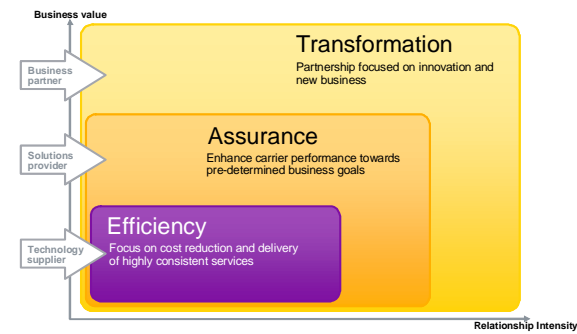 Business value
Transformation
Partnership focused on innovation and
new business
Business
partner
Assurance
Enhance carrier performance towards
pre-determined business goals
Solutions
provider
Efficiency
Focus on cost reduction and delivery
of highly consistent services
Technology
supplier
Relationship Intensity